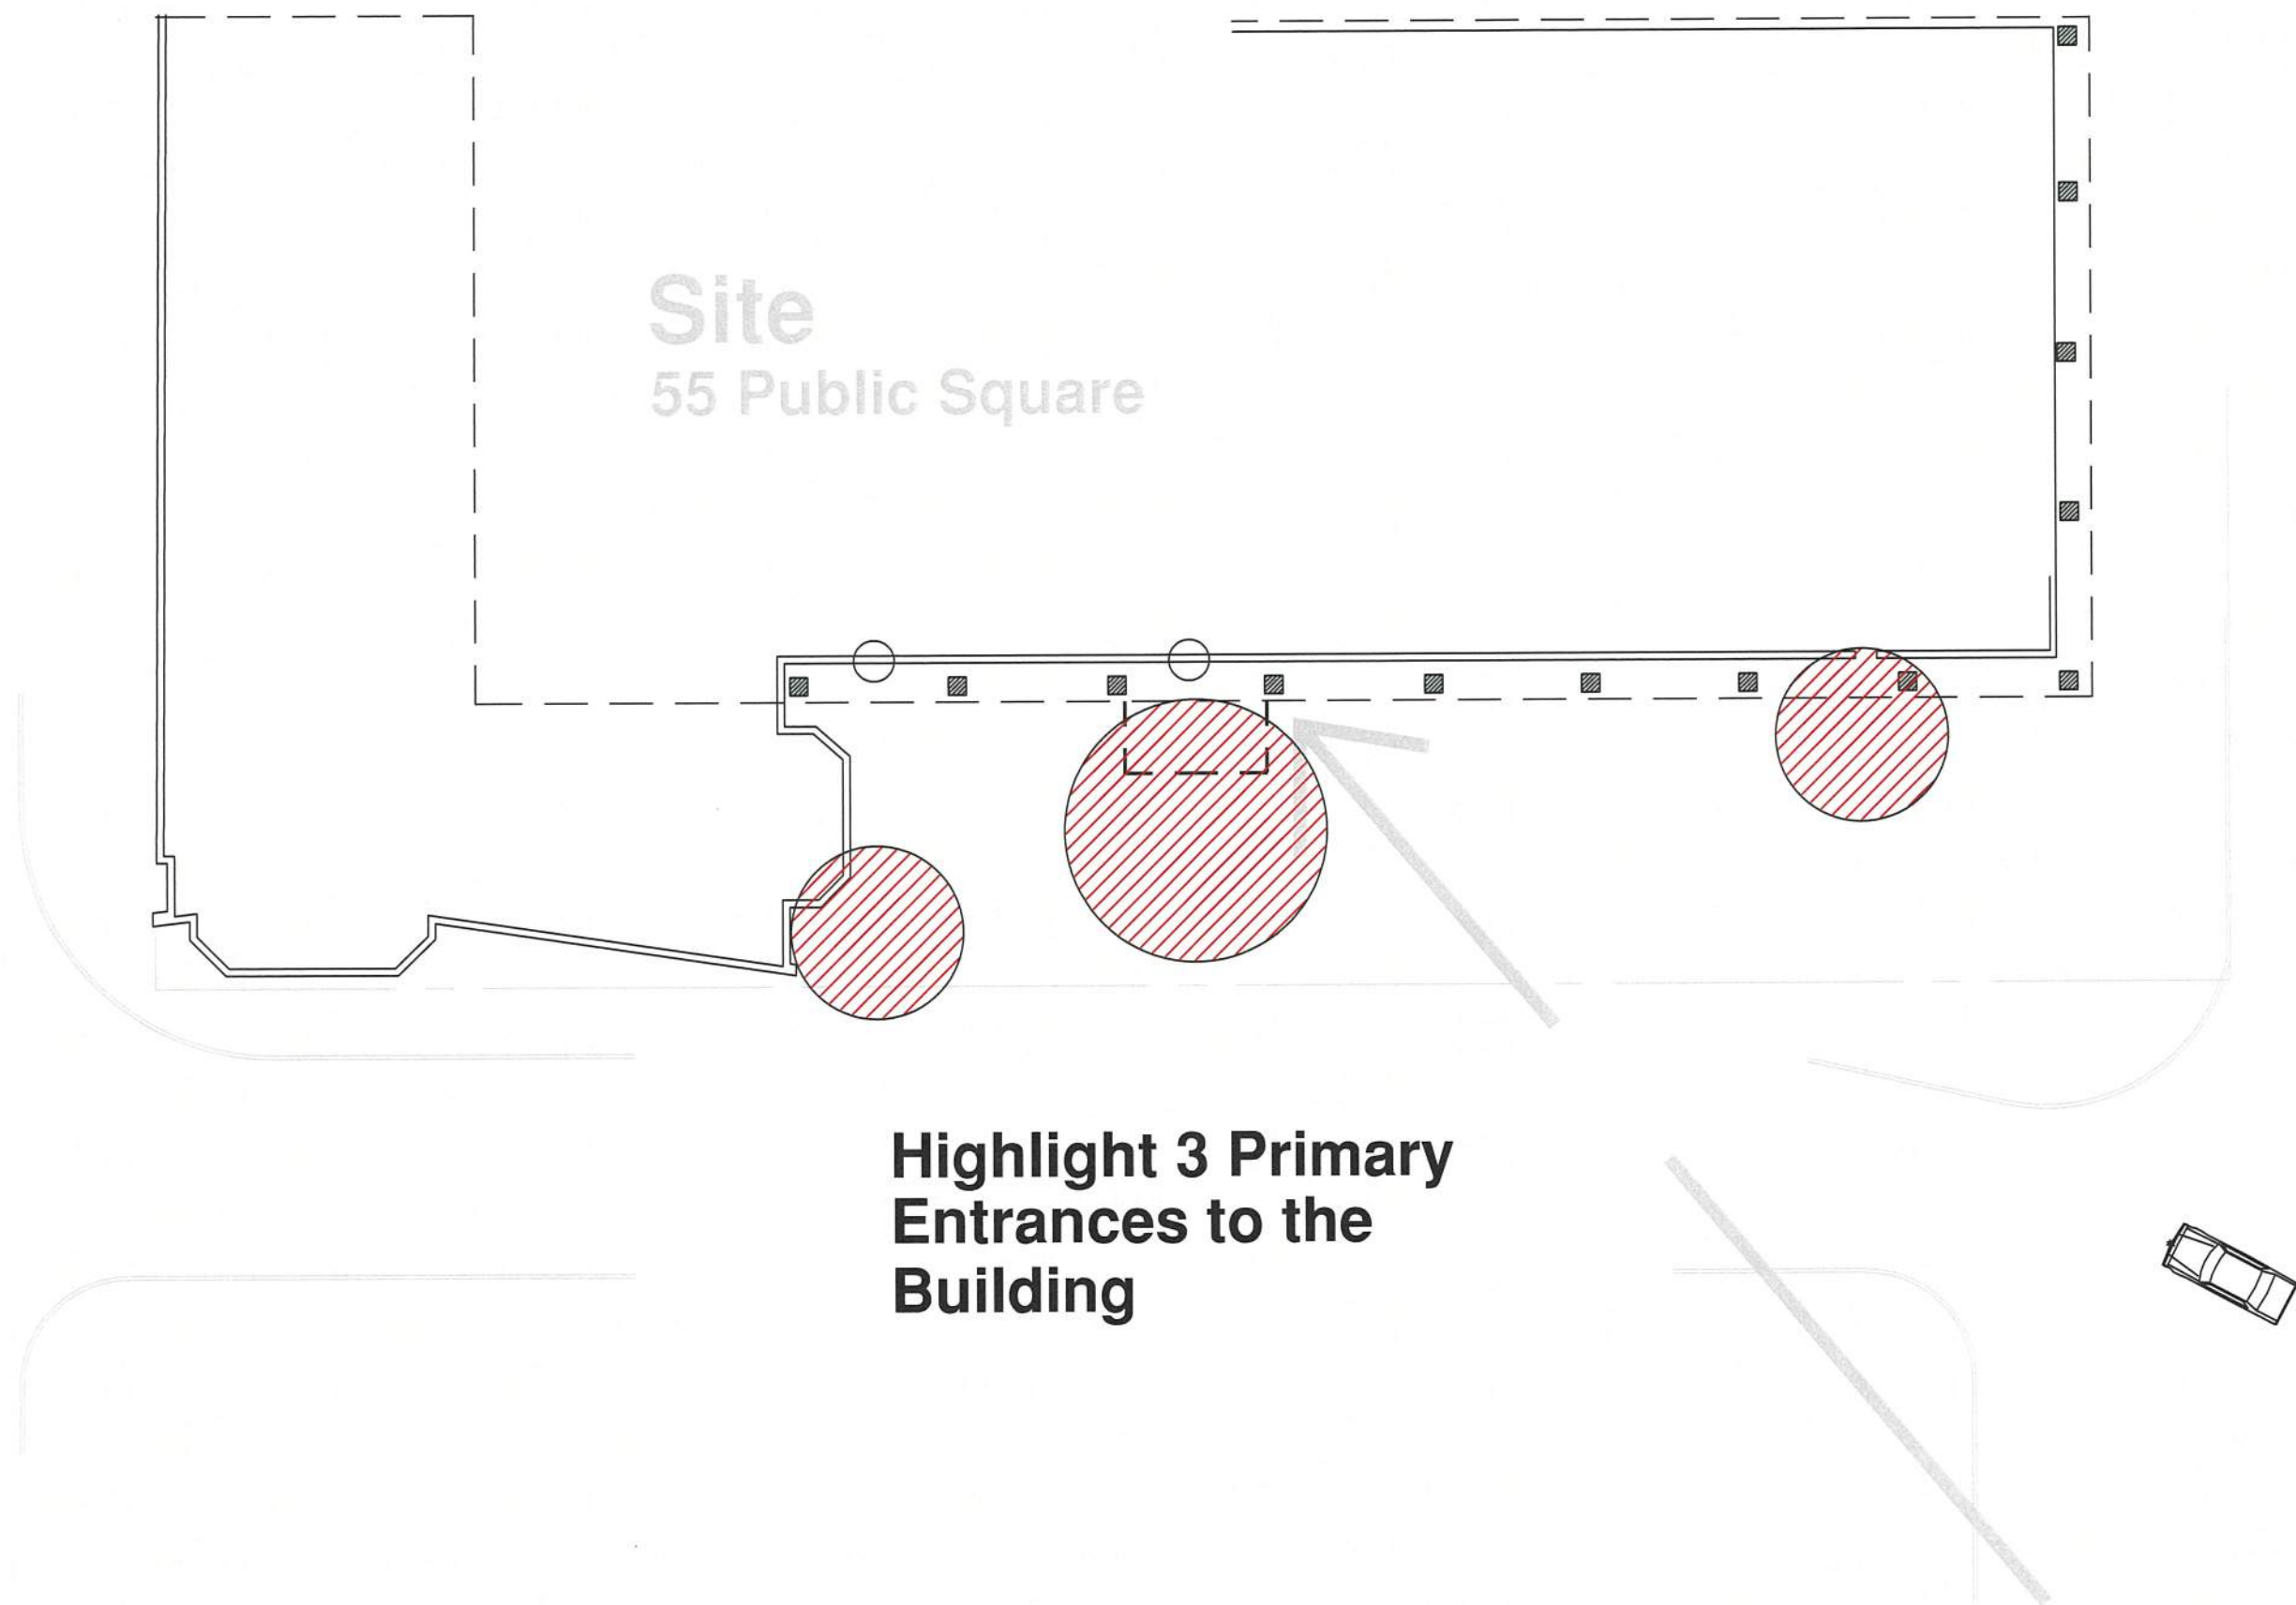 Site
55 Public Square
Highlight 3 Primary
Entrances to the
Building